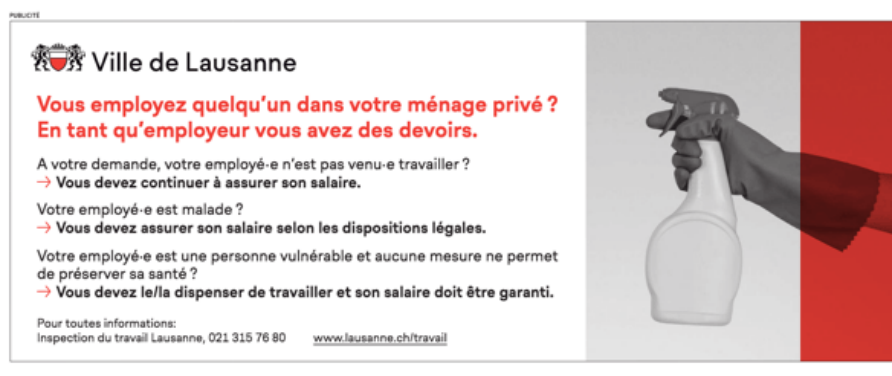 PUBLICITÉ
Ville de Lausanne
Vous employez quelqu'un dans votre ménage privé ?
En tant qu'employeur vous avez des devoirs.
A votre demande, votre employé·e n'est pas venu·e travailler ?
→ Vous devez continuer à assurer son salaire.
Votre employé·e est malade ?
→ Vous devez assurer son salaire selon les dispositions légales.
Votre employé·e est une personne vulnérable et aucune mesure ne permet
de préserver sa santé ?
→ Vous devez le/la dispenser de travailler et son salaire doit être garanti.
Pour toutes informations:
Inspection du travail Lausanne, 021 315 76 80 www.lausanne.ch/travail